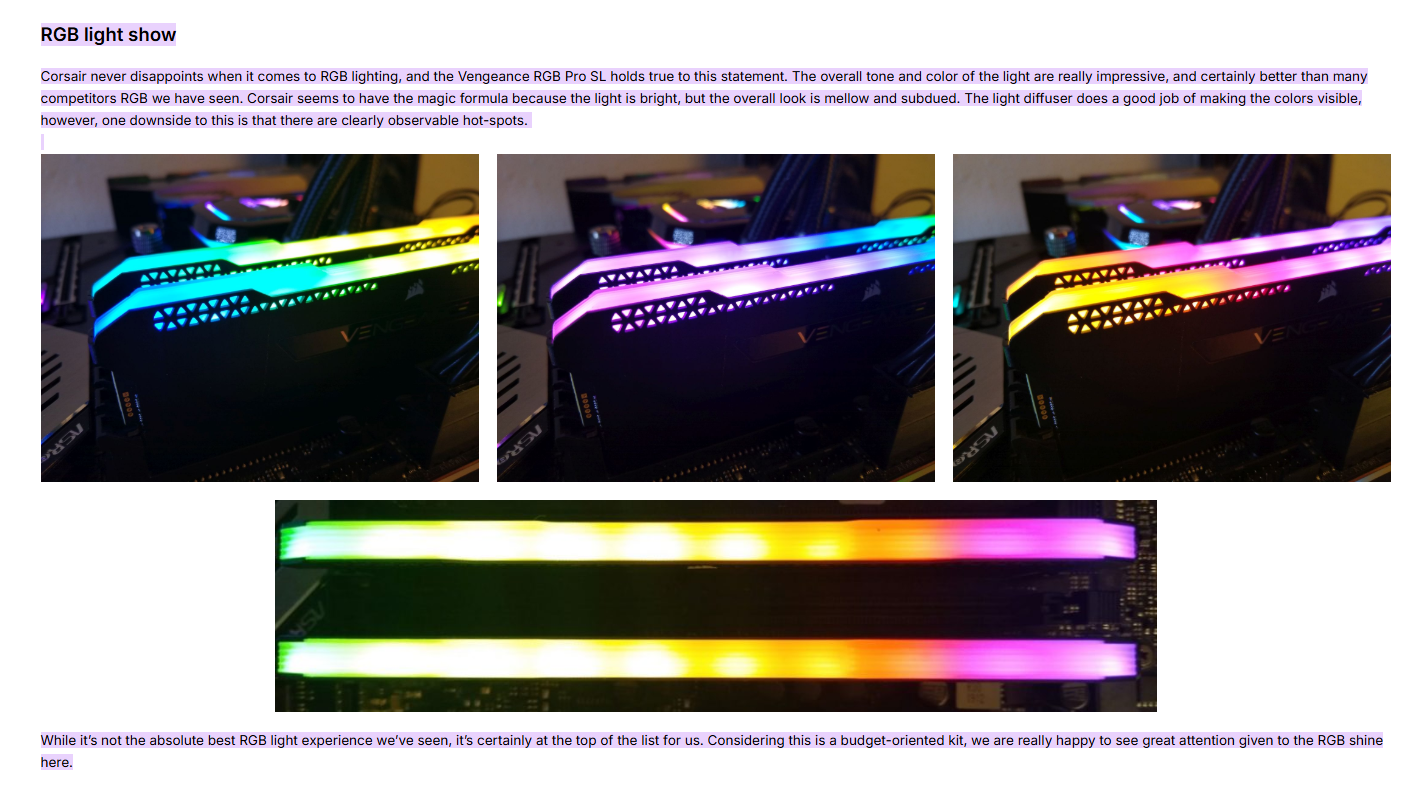 RGB light show
Corsair never disappoints when it comes to RGB lighting, and the Vengeance RGB Pro SL holds true to this statement. The overall tone and color of the light are really impressive, and certainly better than many
competitors RGB we have seen. Corsair seems to have the magic formula because the light is bright, but the overall look is mellow and subdued. The light diffuser does a good job of making the colors visible,
however, one downside to this is that there are clearly observable hot-spots.
While it’s not the absolute best RGB light experience we’ve seen, it’s certainly at the top of the list for us. Considering this is a budget-oriented kit, we are really happy to see great attention given to the RGB shine
here.